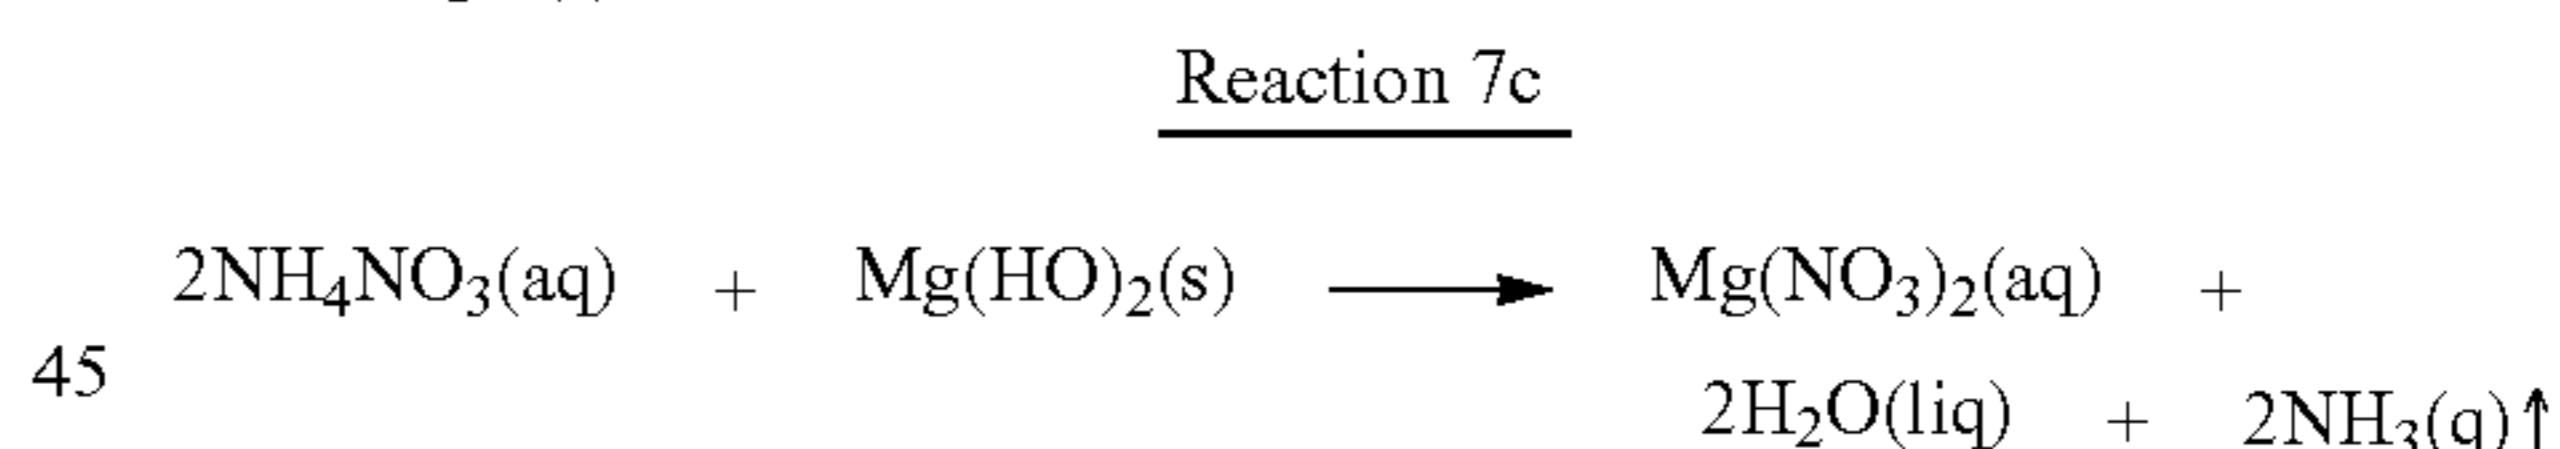 Reaction 7c
2NH₄NO₃(aq) + Mg(HO)₂(s) ⟶ Mg(NO₃)₂(aq) +
45
2H₂O(liq) + 2NH₃(q)↑